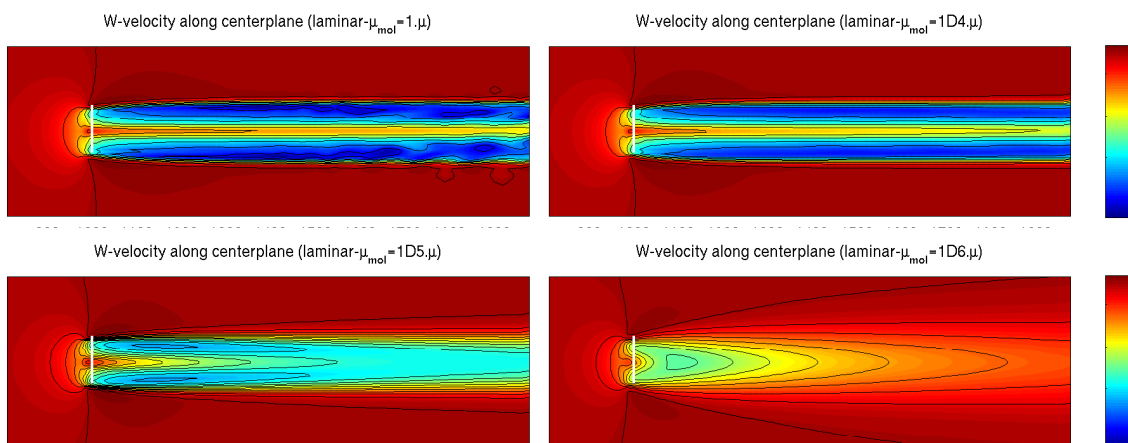 W-velocity along centerplane (laminar-μmol=1.μ)
W-velocity along centerplane (laminar-μmol=1D4.μ)
W-velocity along centerplane (laminar-μmol=1D5.μ)
W-velocity along centerplane (laminar-μmol=1D6.μ)